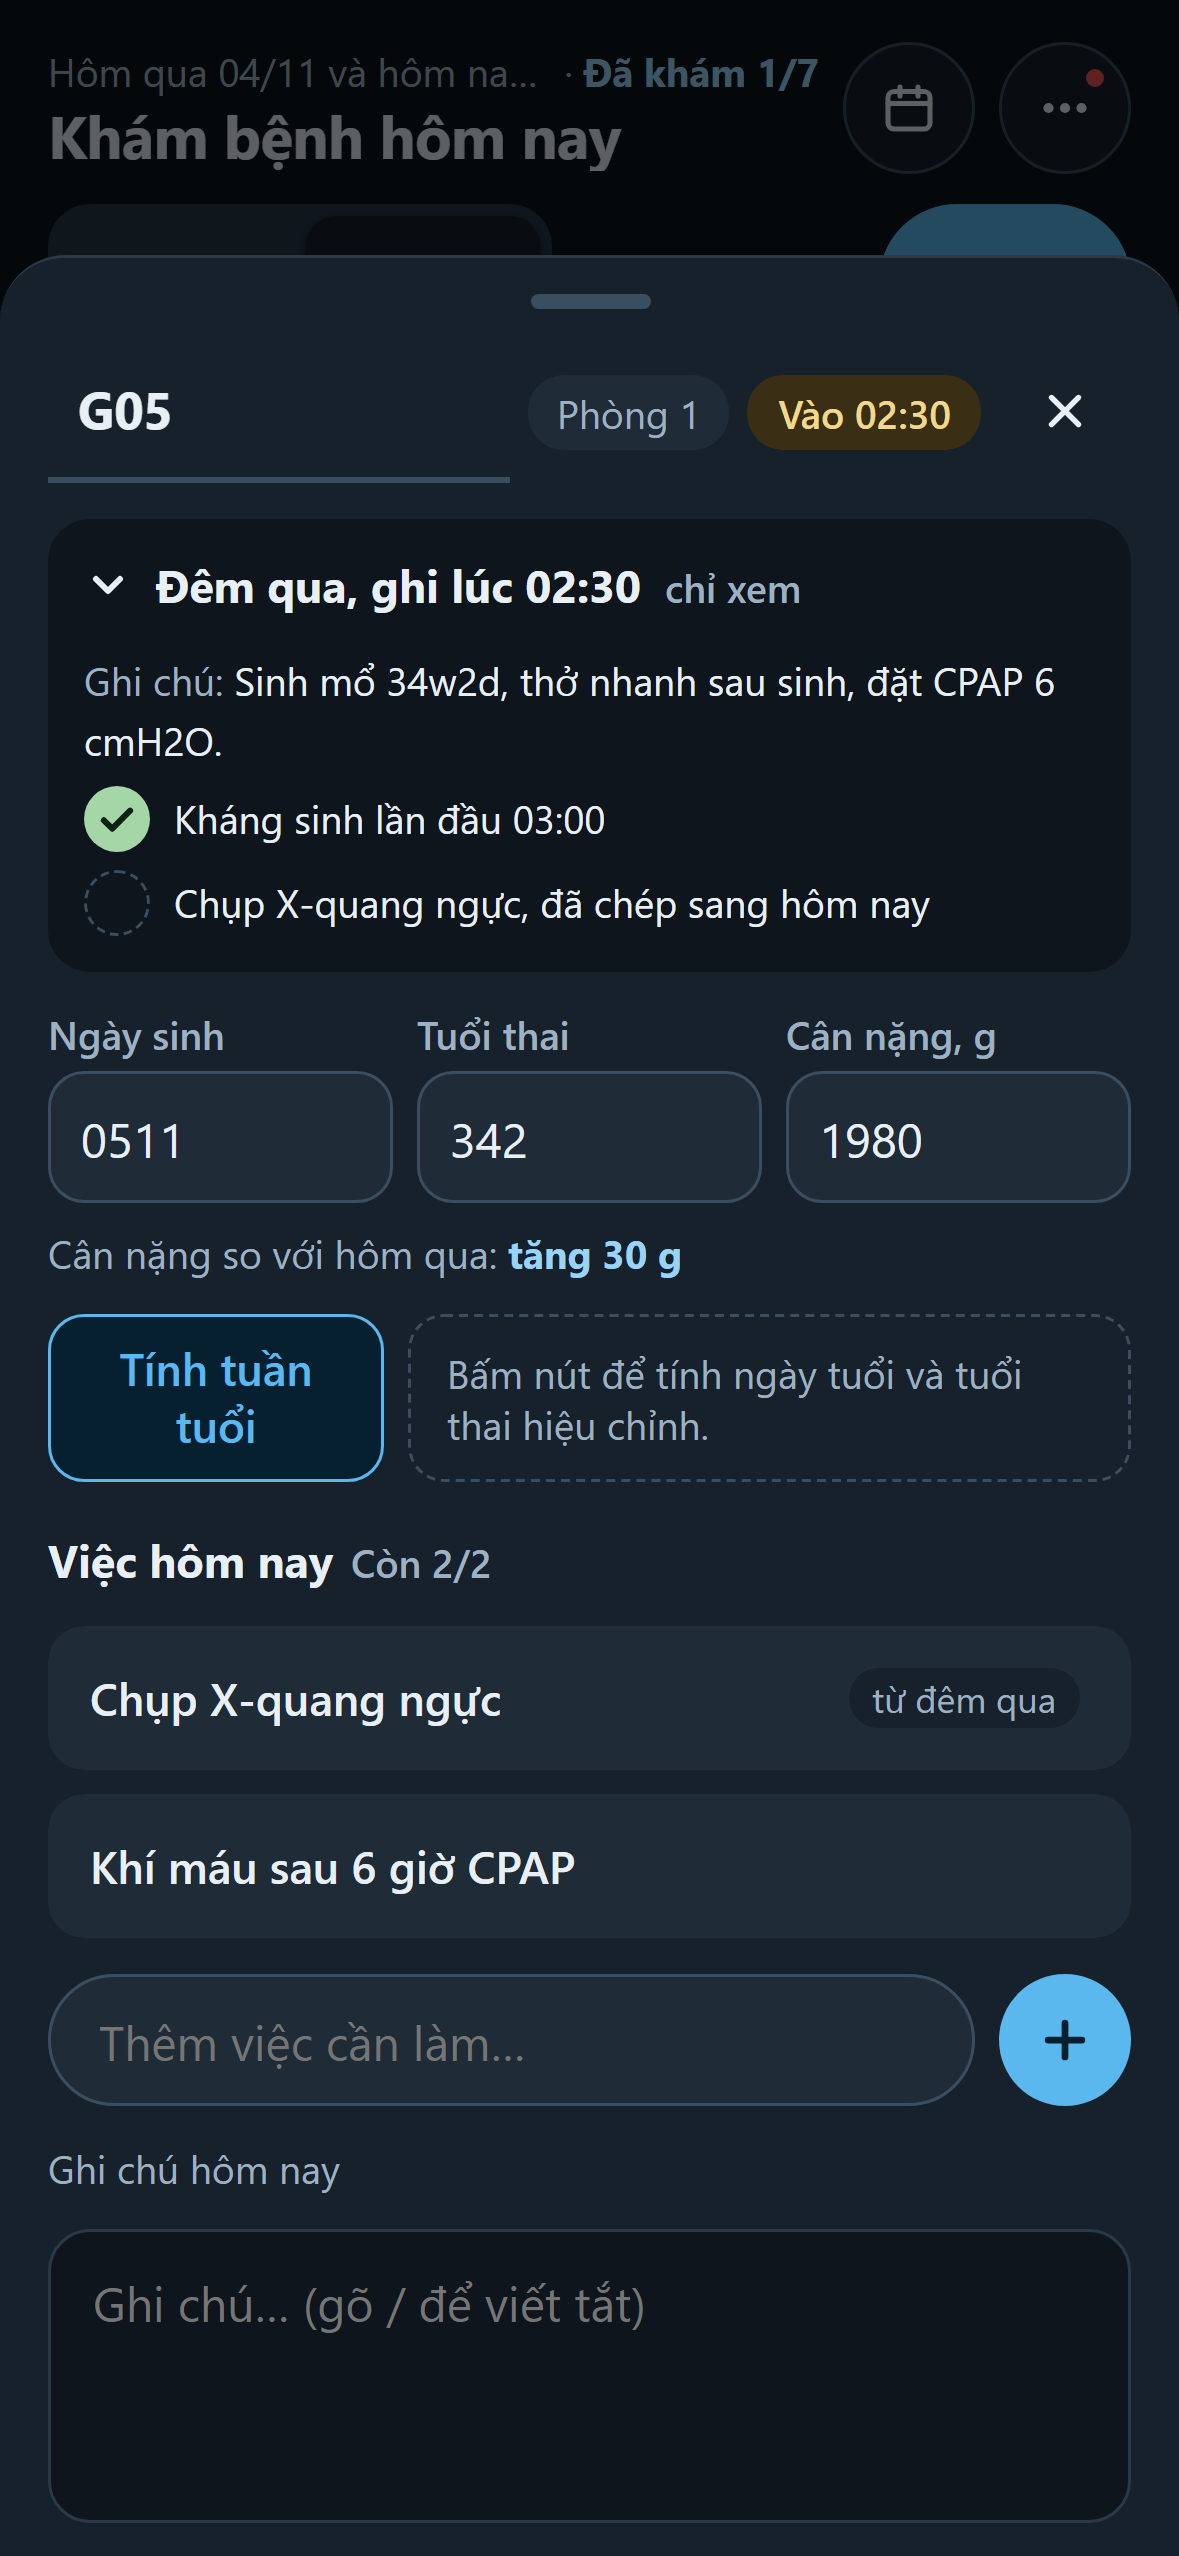 Hôm qua 04/11 và hôm na... · Đã khám 1/7
Khám bệnh hôm nay
G05
Phòng 1
Vào 02:30
Đêm qua, ghi lúc 02:30 chỉ xem
Ghi chú: Sinh mổ 34w2d, thở nhanh sau sinh, đặt CPAP 6
cmH2O.
Kháng sinh lần đầu 03:00
Chụp X-quang ngực, đã chép sang hôm nay
Ngày sinh
Tuổi thai
Cân nặng, g
0511
342
1980
Cân nặng so với hôm qua: tăng 30 g
Tính tuần
tuổi
Bấm nút để tính ngày tuổi và tuổi
thai hiệu chỉnh.
Việc hôm nay Còn 2/2
Chụp X-quang ngực
từ đêm qua
Khí máu sau 6 giờ CPAP
Thêm việc cần làm...
Ghi chú hôm nay
Ghi chú... (gõ / để viết tắt)